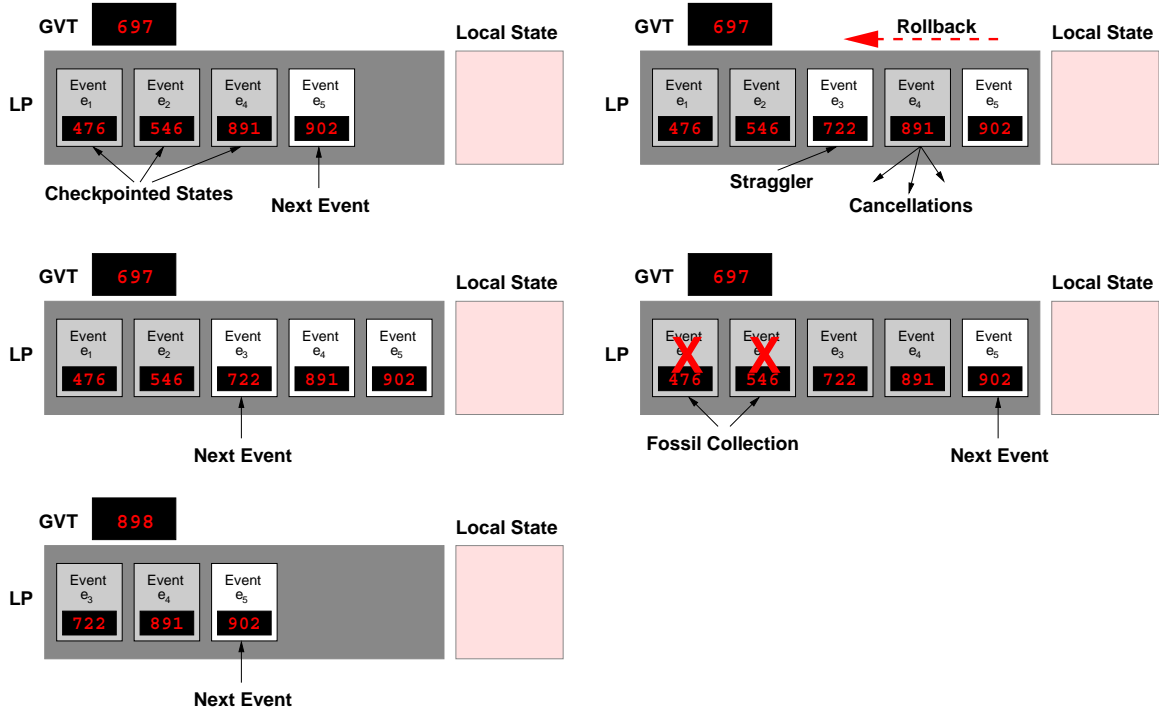 GVT 697 Local State
LP
Event Event Event Event
e1 e2 e4 e5
476 546 891 902
Checkpointed States
Next Event
GVT 697 Rollback Local State
Event Event Event Event Event
e1 e2 e3 e4 e5
476 546 722 891 902
Straggler
Cancellations
GVT 697 Local State
LP
Event Event Event Event Event
e1 e2 e3 e4 e5
476 546 722 891 902
Next Event
GVT 697 Local State
LP
Event Event Event Event Event
e3 e4 e5
476 546 722 891 902
Fossil Collection Next Event
GVT 898 Local State
LP
Event Event Event
e3 e4 e5
722 891 902
Next Event